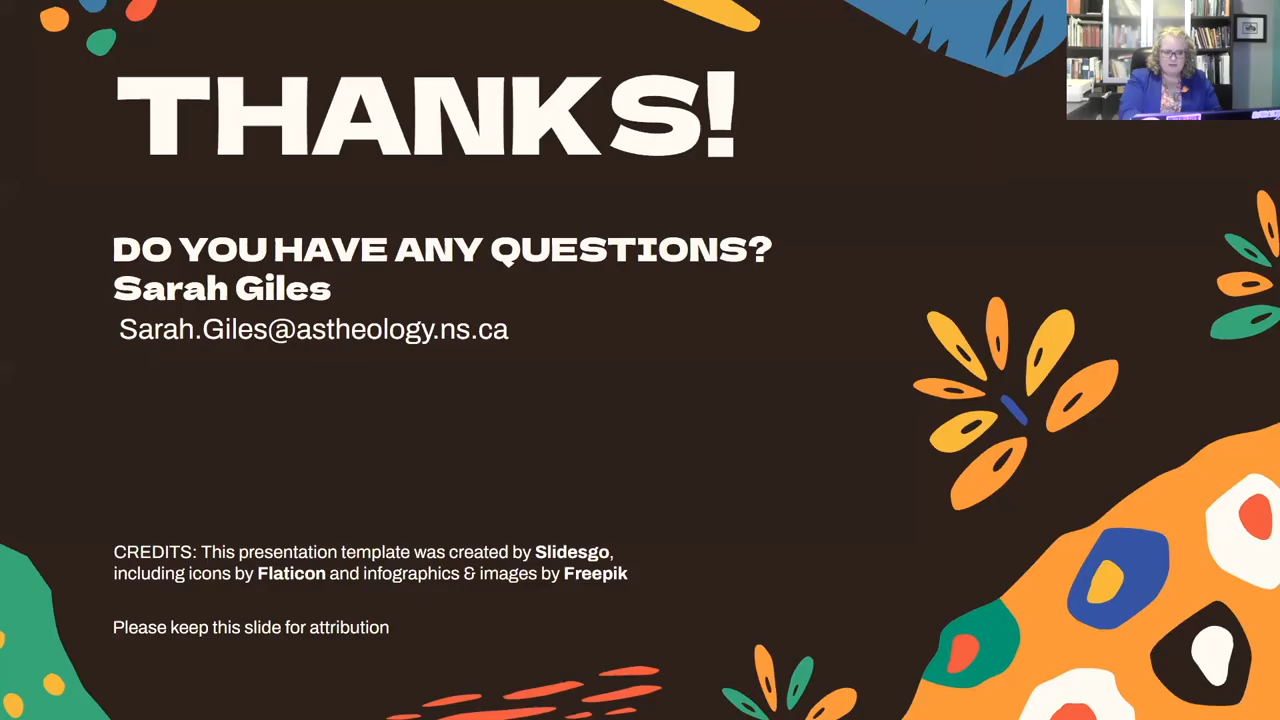 THANKS!
DO YOU HAVE ANY QUESTIONS?
Sarah Giles
Sarah.Giles@astheology.ns.ca
CREDITS: This presentation template was created by Slidesgo,
including icons by Flaticon and infographics & images by Freepik
Please keep this slide for attribution